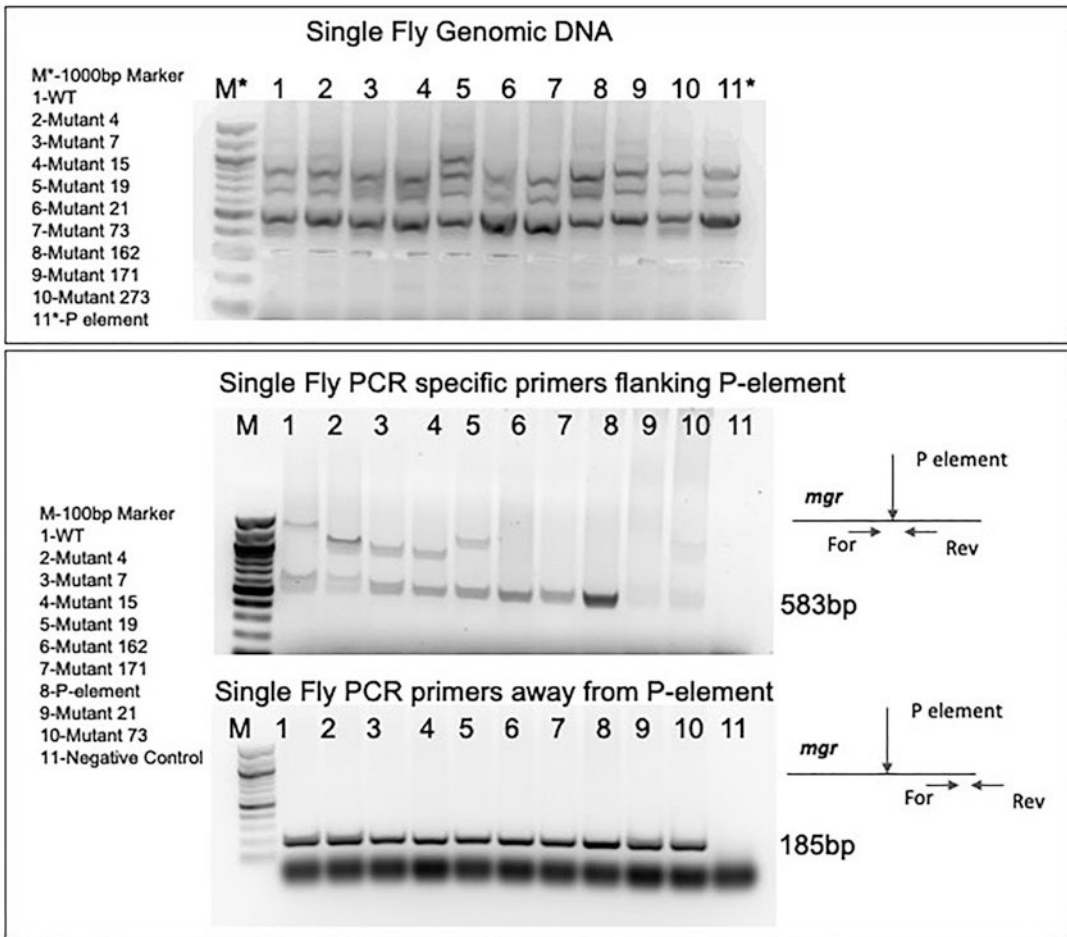 Single Fly Genomic DNA
M*-1000bp Marker
1-WT
2-Mutant 4
3-Mutant 7
4-Mutant 15
5-Mutant 19
6-Mutant 21
7-Mutant 73
8-Mutant 162
9-Mutant 171
10-Mutant 273
11*-P element
M* 1 2 3 4 5 6 7 8 9 10 11*
Single Fly PCR specific primers flanking P-element
M 1 2 3 4 5 6 7 8 9 10 11
P element
mgr
For Rev
583bp
M-100bp Marker
1-WT
2-Mutant 4
3-Mutant 7
4-Mutant 15
5-Mutant 19
6-Mutant 162
7-Mutant 171
8-P-element
9-Mutant 21
10-Mutant 73
11-Negative Control
Single Fly PCR primers away from P-element
M 1 2 3 4 5 6 7 8 9 10 11
P element
mgr
For Rev
185bp